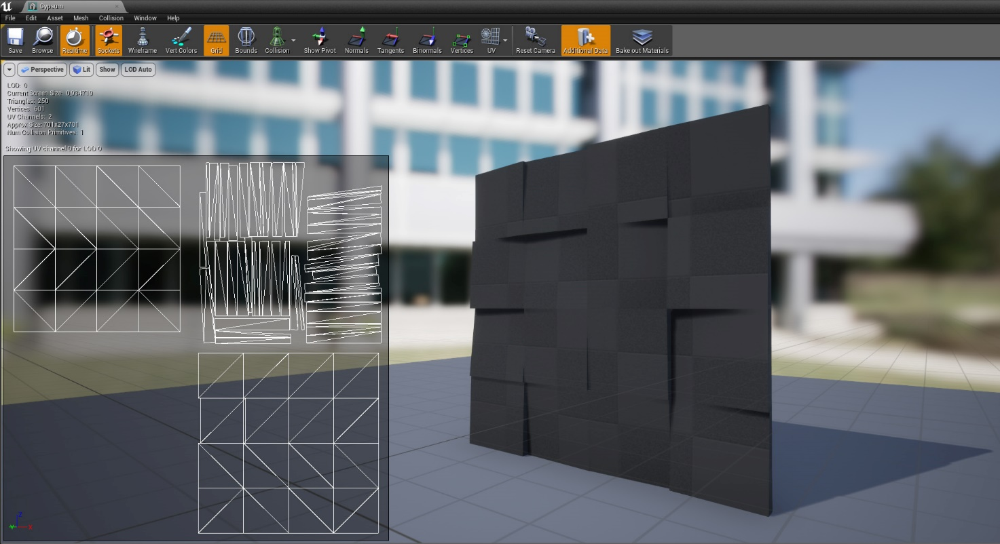 Gypsum
File Edit Asset Mesh Collision Window Help
Save Browse Realtime Sockets Wireframe Vert Colors Grid Bounds Collision Show Pivot Normals Tangents Binormals Vertices UV Reset Camera Additional Data Bake out Materials
Perspective Lit Show LOD Auto
LOD: 0
Current Screen Size: 0,934719
Triangles: 250
Vertices: 601
UV Channels: 2
Approx Size: 701x27x701
Num Collision Primitives: 1
Showing UV channel 0 for LOD 0
Z
Y X